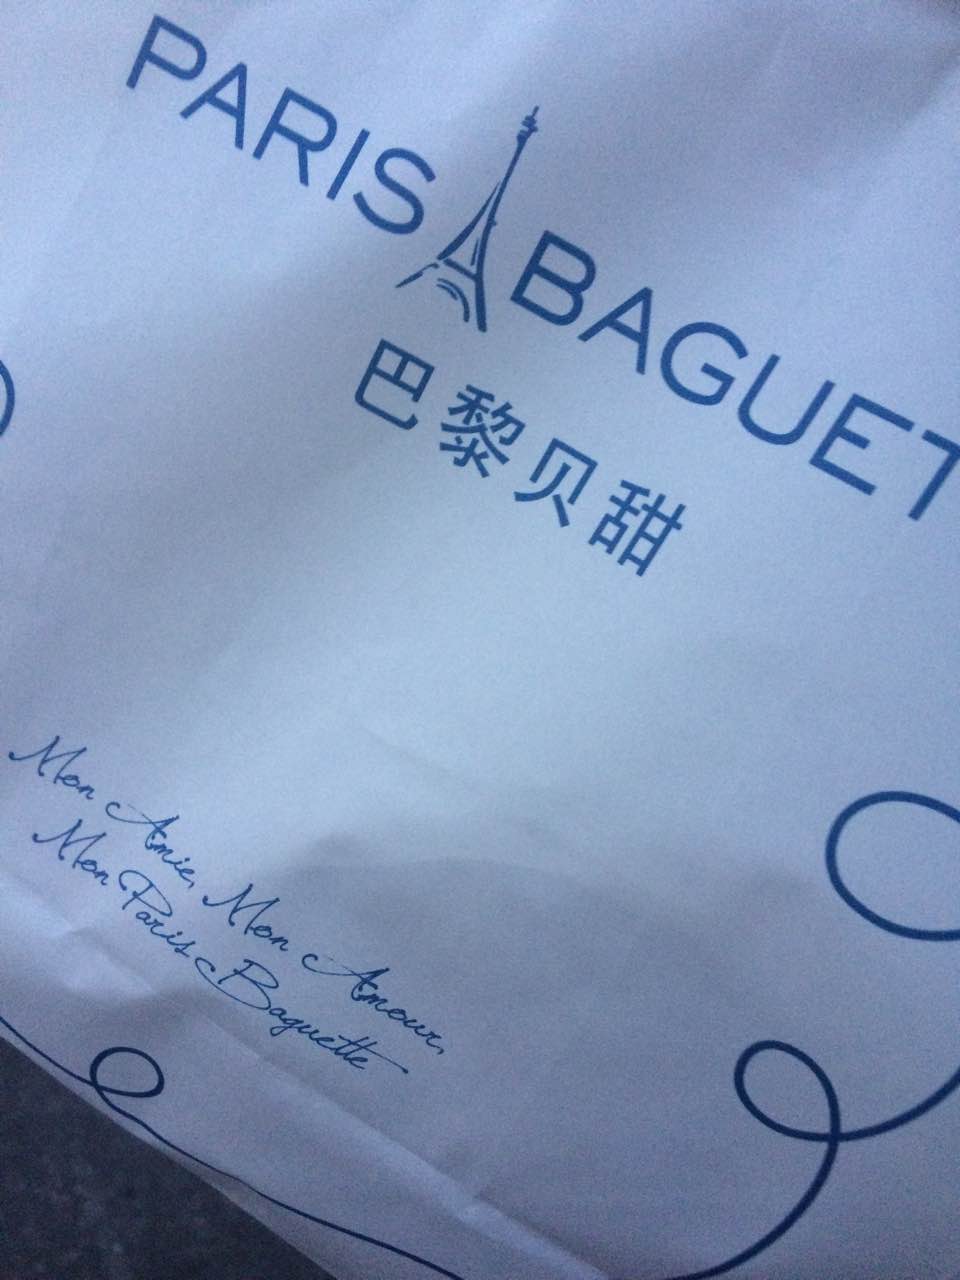 PARIS BAGUET
巴黎贝甜
Mon Amie, Mon Amour,
Mon Paris Baguette